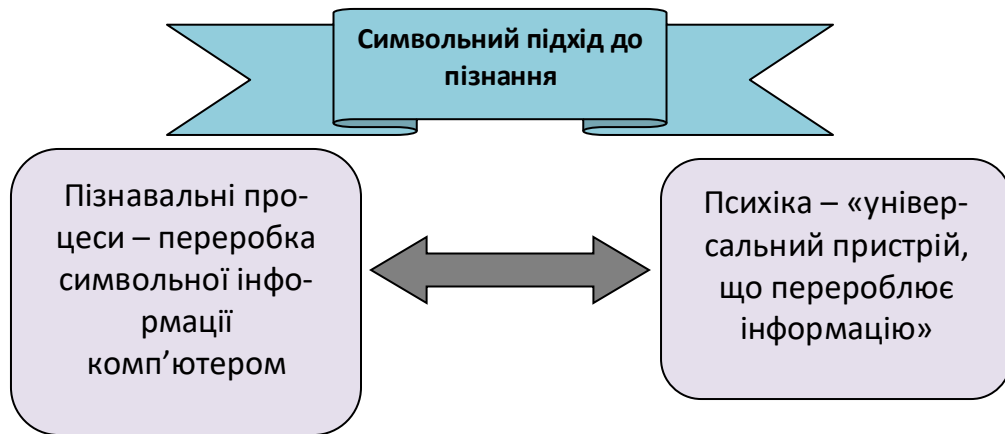 Символьний підхід до
пізнання
Пізнавальні про-
цеси – переробка
символьної інфо-
рмації
комп’ютером
Психіка – «універ-
сальний пристрій,
що перероблює
інформацію»